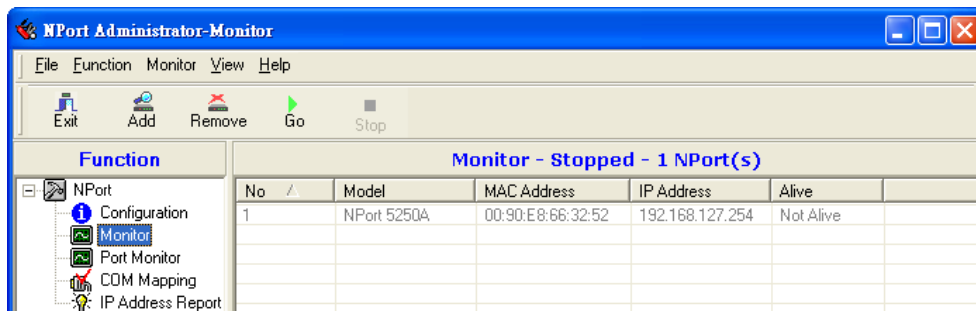 NPort Administrator-Monitor
File Function Monitor View Help
Exit Add Remove Go Stop
Function
Monitor - Stopped - 1 NPort(s)
NPort
Configuration
Monitor
Port Monitor
COM Mapping
IP Address Report
No Model MAC Address IP Address Alive
1 NPort 5250A 00:90:E8:66:32:52 192.168.127.254 Not Alive